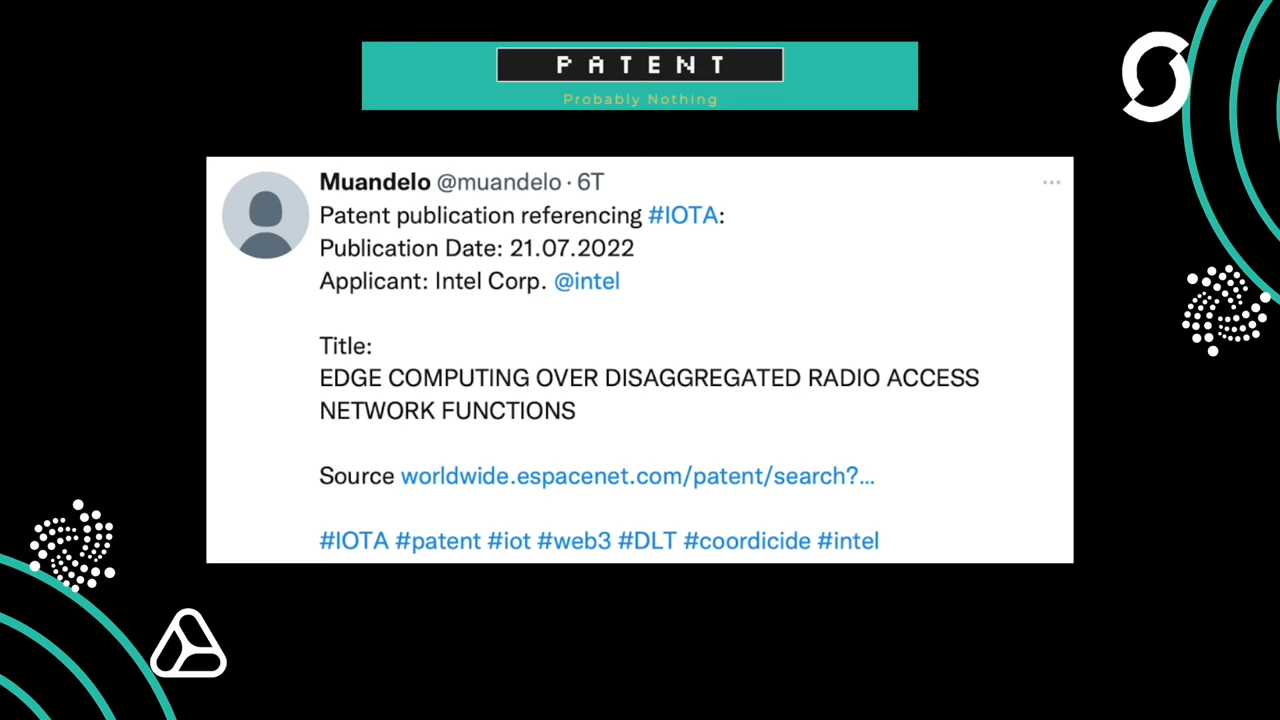 PATENT
Probably Nothing
Muandelo @muandelo · 6T
Patent publication referencing #IOTA:
Publication Date: 21.07.2022
Applicant: Intel Corp. @intel
Title:
EDGE COMPUTING OVER DISAGGREGATED RADIO ACCESS
NETWORK FUNCTIONS
Source worldwide.espacenet.com/patent/search?...
#IOTA #patent #iot #web3 #DLT #coordicide #intel